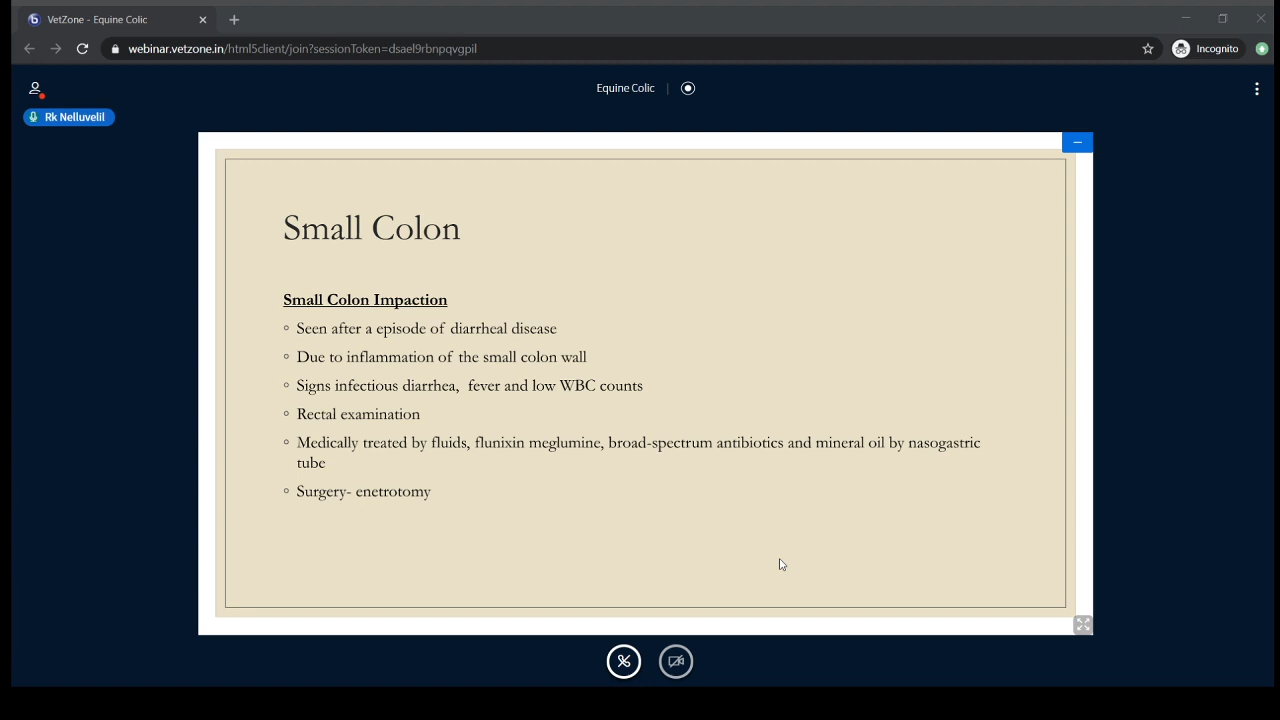 VetZone - Equine Colic
webinar.vetzone.in/html5client/join?sessionToken=dsael9rbnpqvgpil
Incognito
Equine Colic
Rk Nelluvelil
Small Colon
Small Colon Impaction
Seen after a episode of diarrheal disease
Due to inflammation of the small colon wall
Signs infectious diarrhea, fever and low WBC counts
Rectal examination
Medically treated by fluids, flunixin meglumine, broad-spectrum antibiotics and mineral oil by nasogastric
tube
Surgery- enetrotomy